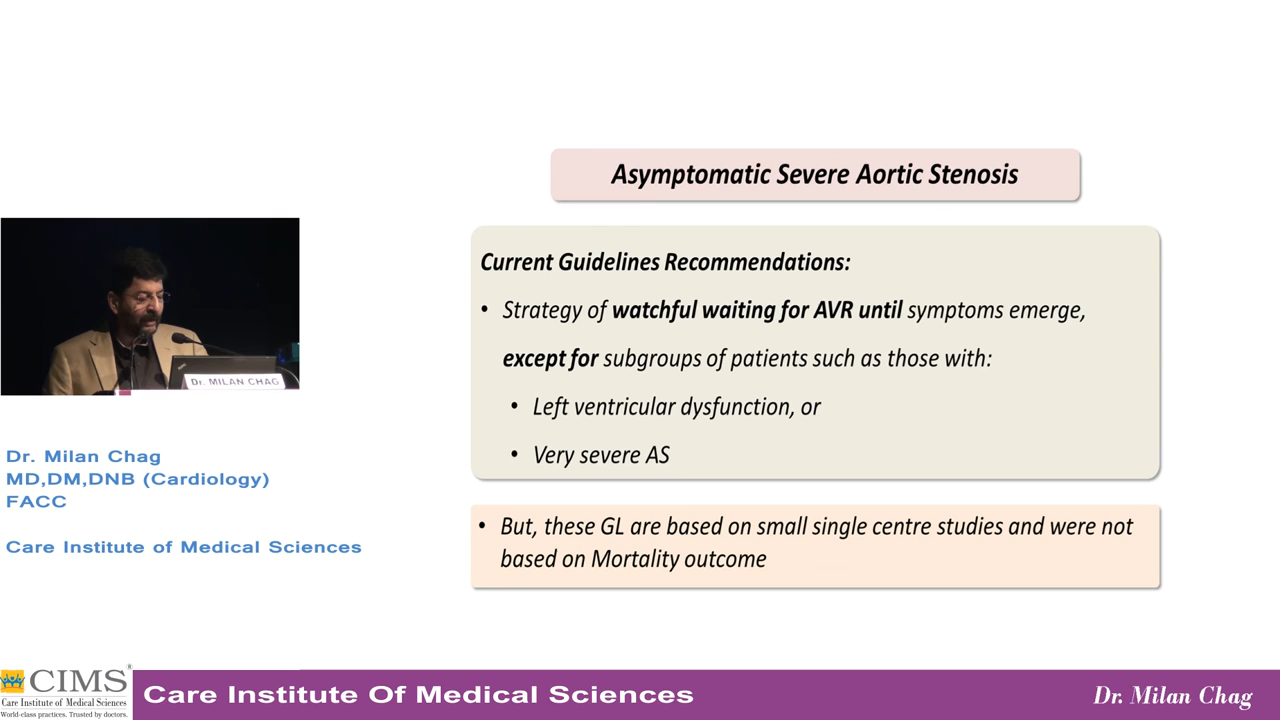 Asymptomatic Severe Aortic Stenosis
Current Guidelines Recommendations:
• Strategy of watchful waiting for AVR until symptoms emerge,
except for subgroups of patients such as those with:
• Left ventricular dysfunction, or
• Very severe AS
• But, these GL are based on small single centre studies and were not
based on Mortality outcome
Dr. MILAN CHAG
Dr. Milan Chag
MD,DM,DNB (Cardiology)
FACC
Care Institute of Medical Sciences
CIMS®
Care Institute of Medical Sciences
World-class practices. Trusted by doctors.
Care Institute Of Medical Sciences
Dr. Milan Chag